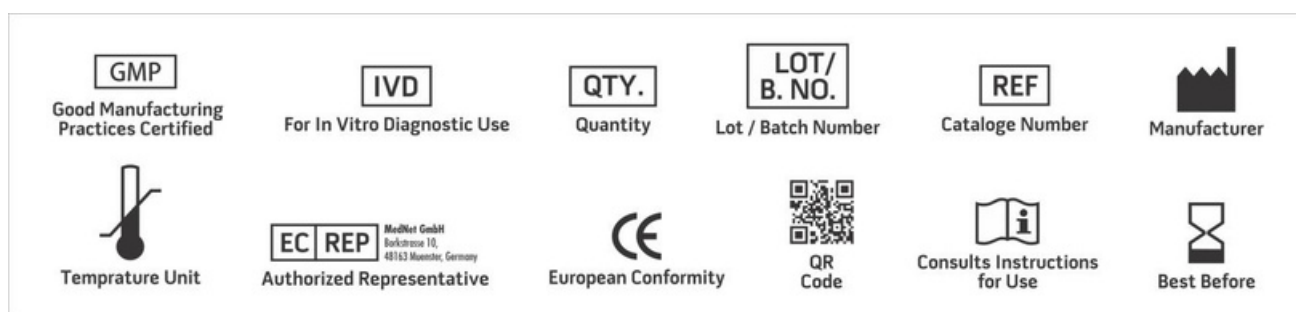 GMP
Good Manufacturing
Practices Certified
IVD
For In Vitro Diagnostic Use
QTY.
Quantity
LOT/
B. NO.
Lot / Batch Number
REF
Cataloge Number
Manufacturer
Temprature Unit
EC REP
MedNet GmbH
Borkstrasse 10,
48163 Muenster, Germany
Authorized Representative
CE
European Conformity
QR
Code
i
Consults Instructions
for Use
Best Before